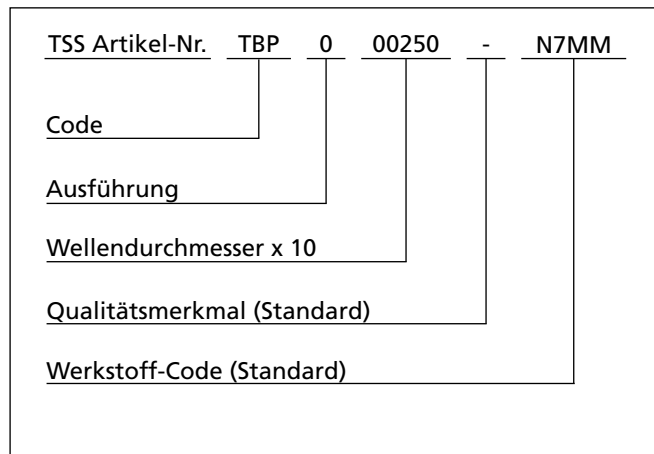 TSS Artikel-Nr. TBP 0 00250 - N7MM
Code
Ausführung
Wellendurchmesser x 10
Qualitätsmerkmal (Standard)
Werkstoff-Code (Standard)